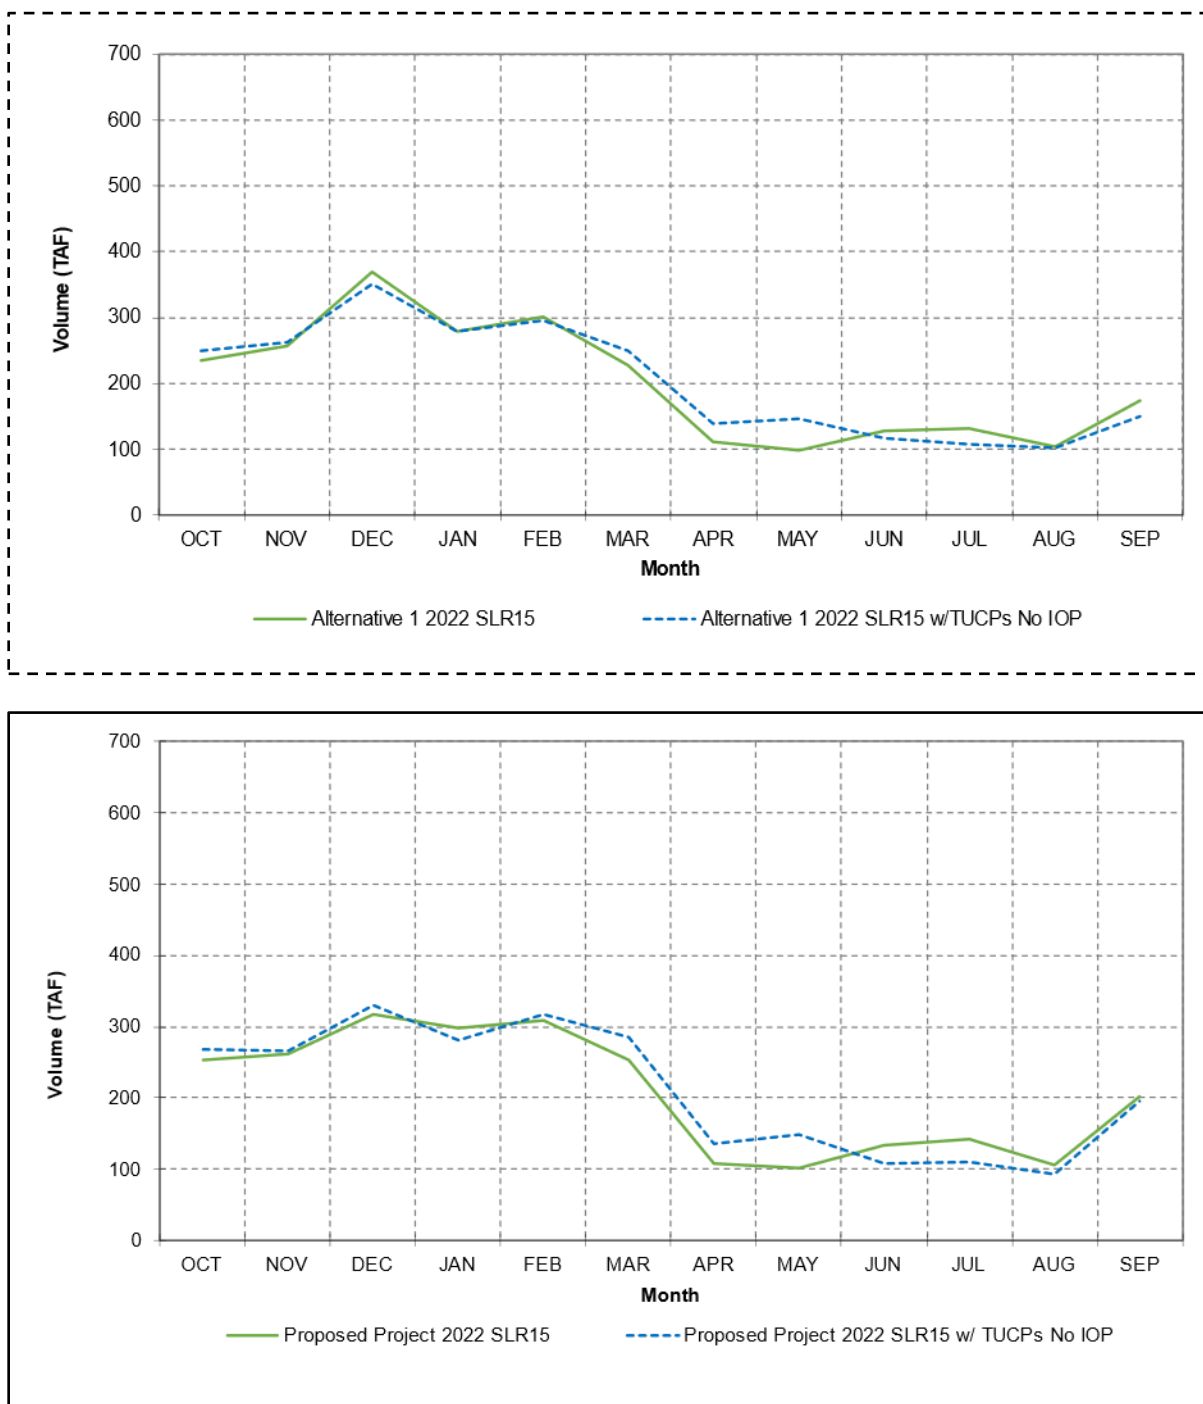 700
600
500
400
300
200
100
0
Volume (TAF)
OCT NOV DEC JAN FEB MAR APR MAY JUN JUL AUG SEP
Month
Alternative 1 2022 SLR15 Alternative 1 2022 SLR15 w/TUCPs No IOP
700
600
500
400
300
200
100
0
Volume (TAF)
OCT NOV DEC JAN FEB MAR APR MAY JUN JUL AUG SEP
Month
Proposed Project 2022 SLR15 Proposed Project 2022 SLR15 w/ TUCPs No IOP